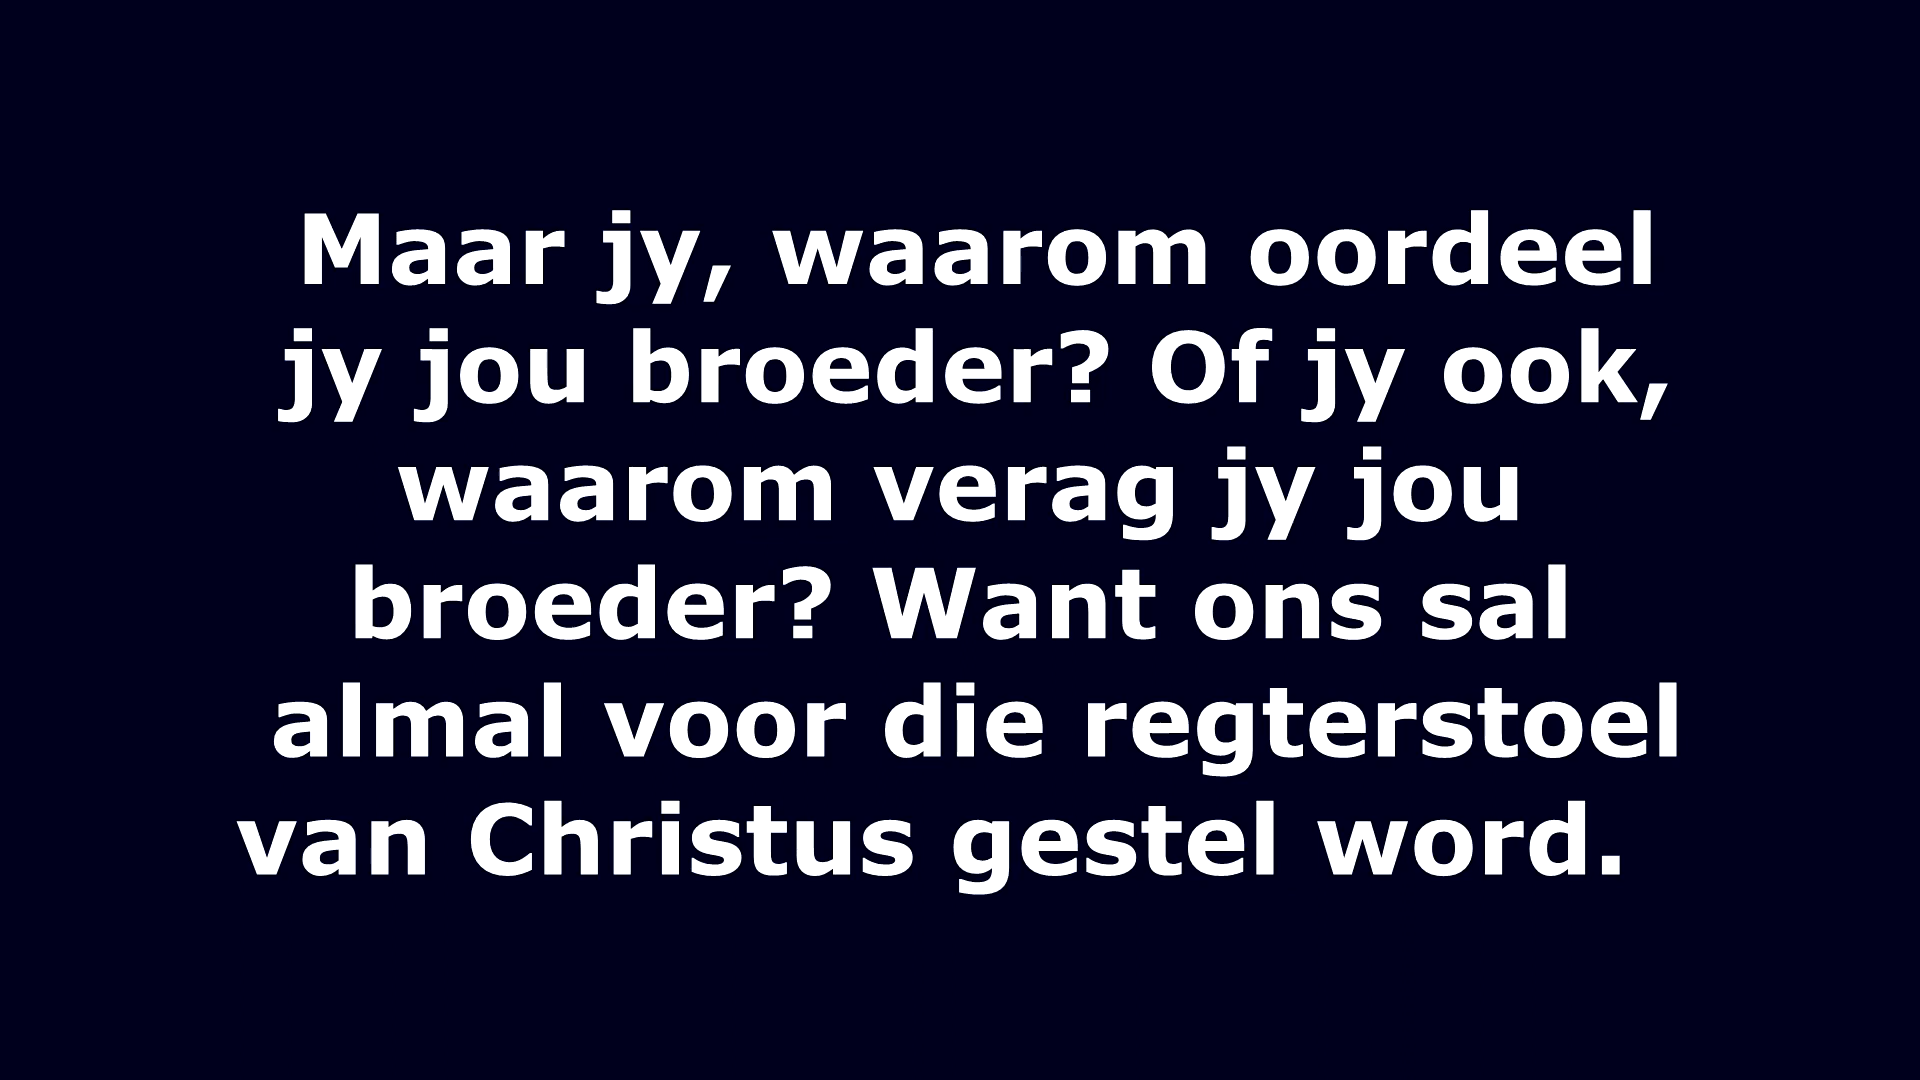 Maar jy, waarom oordeel
jy jou broeder? Of jy ook,
waarom verag jy jou
broeder? Want ons sal
almal voor die regterstoel
van Christus gestel word.